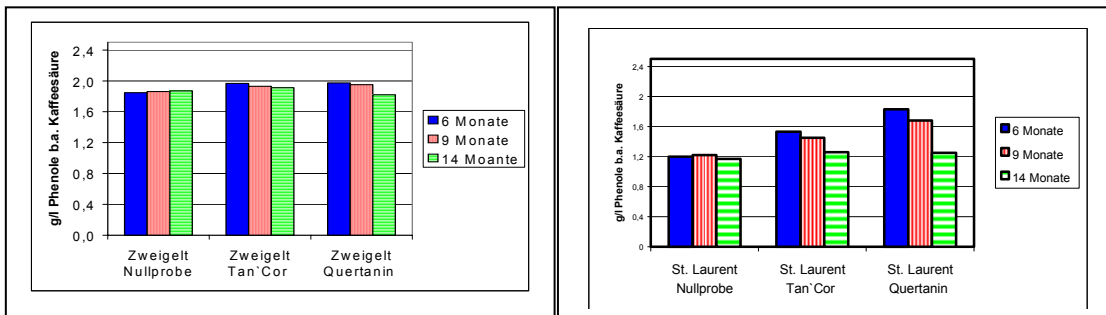 g/l Phenole b.a. Kaffeesäure
2,4
2,0
1,6
1,2
0,8
0,4
0,0
Zweigelt Nullprobe
Zweigelt Tan`Cor
Zweigelt Quertanin
6 Monate
9 Monate
14 Moante
g/l Phenole b.a. Kaffeesäure
2,4
2
1,6
1,2
0,8
0,4
0
St. Laurent Nullprobe
St. Laurent Tan`Cor
St. Laurent Quertanin
6 Monate
9 Monate
14 Monate